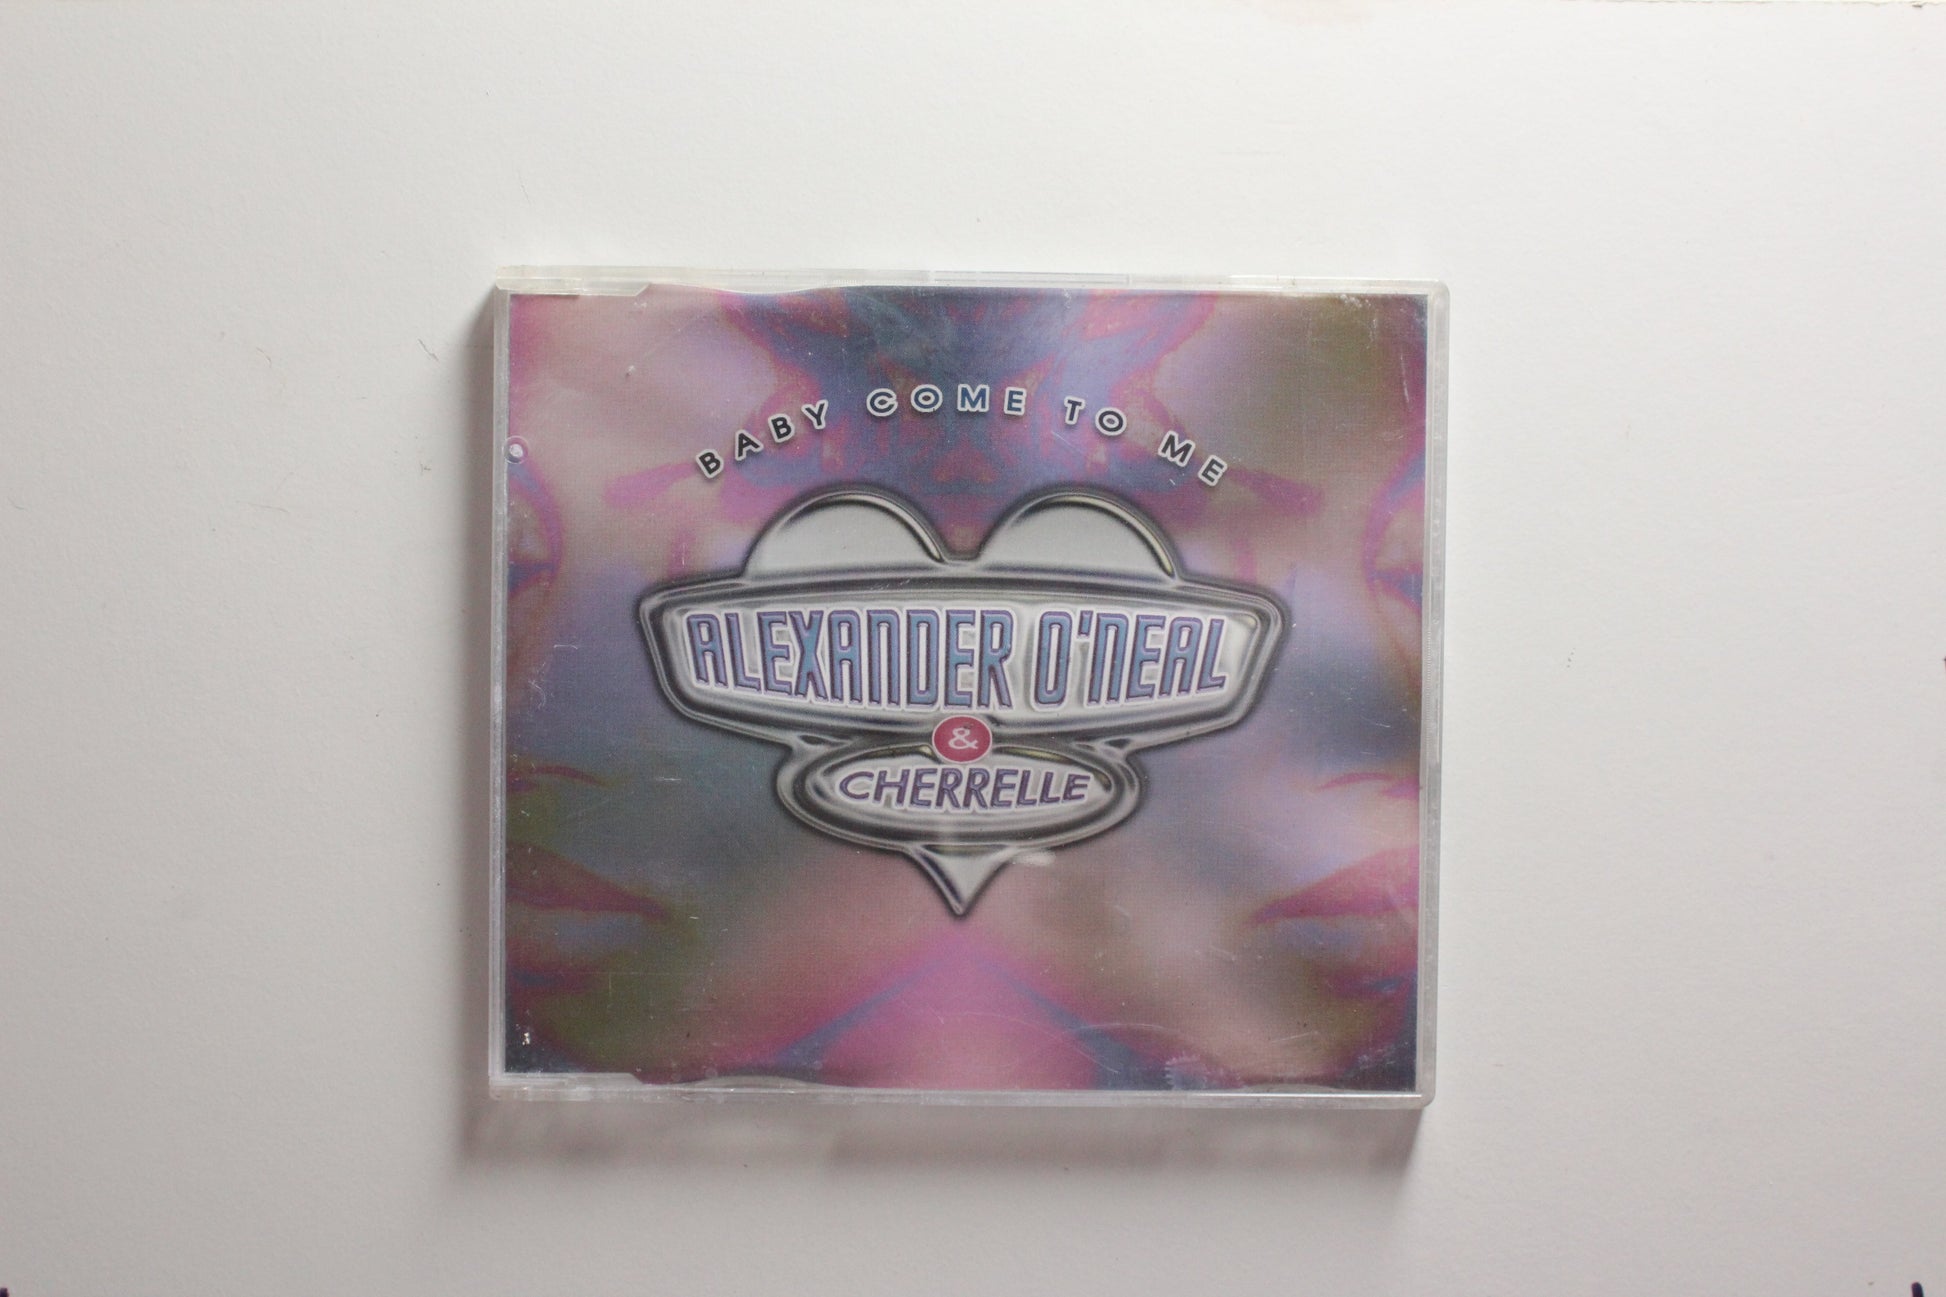 BABY COME TO ME
ALEXANDER O'NEAL
&
CHERRELLE